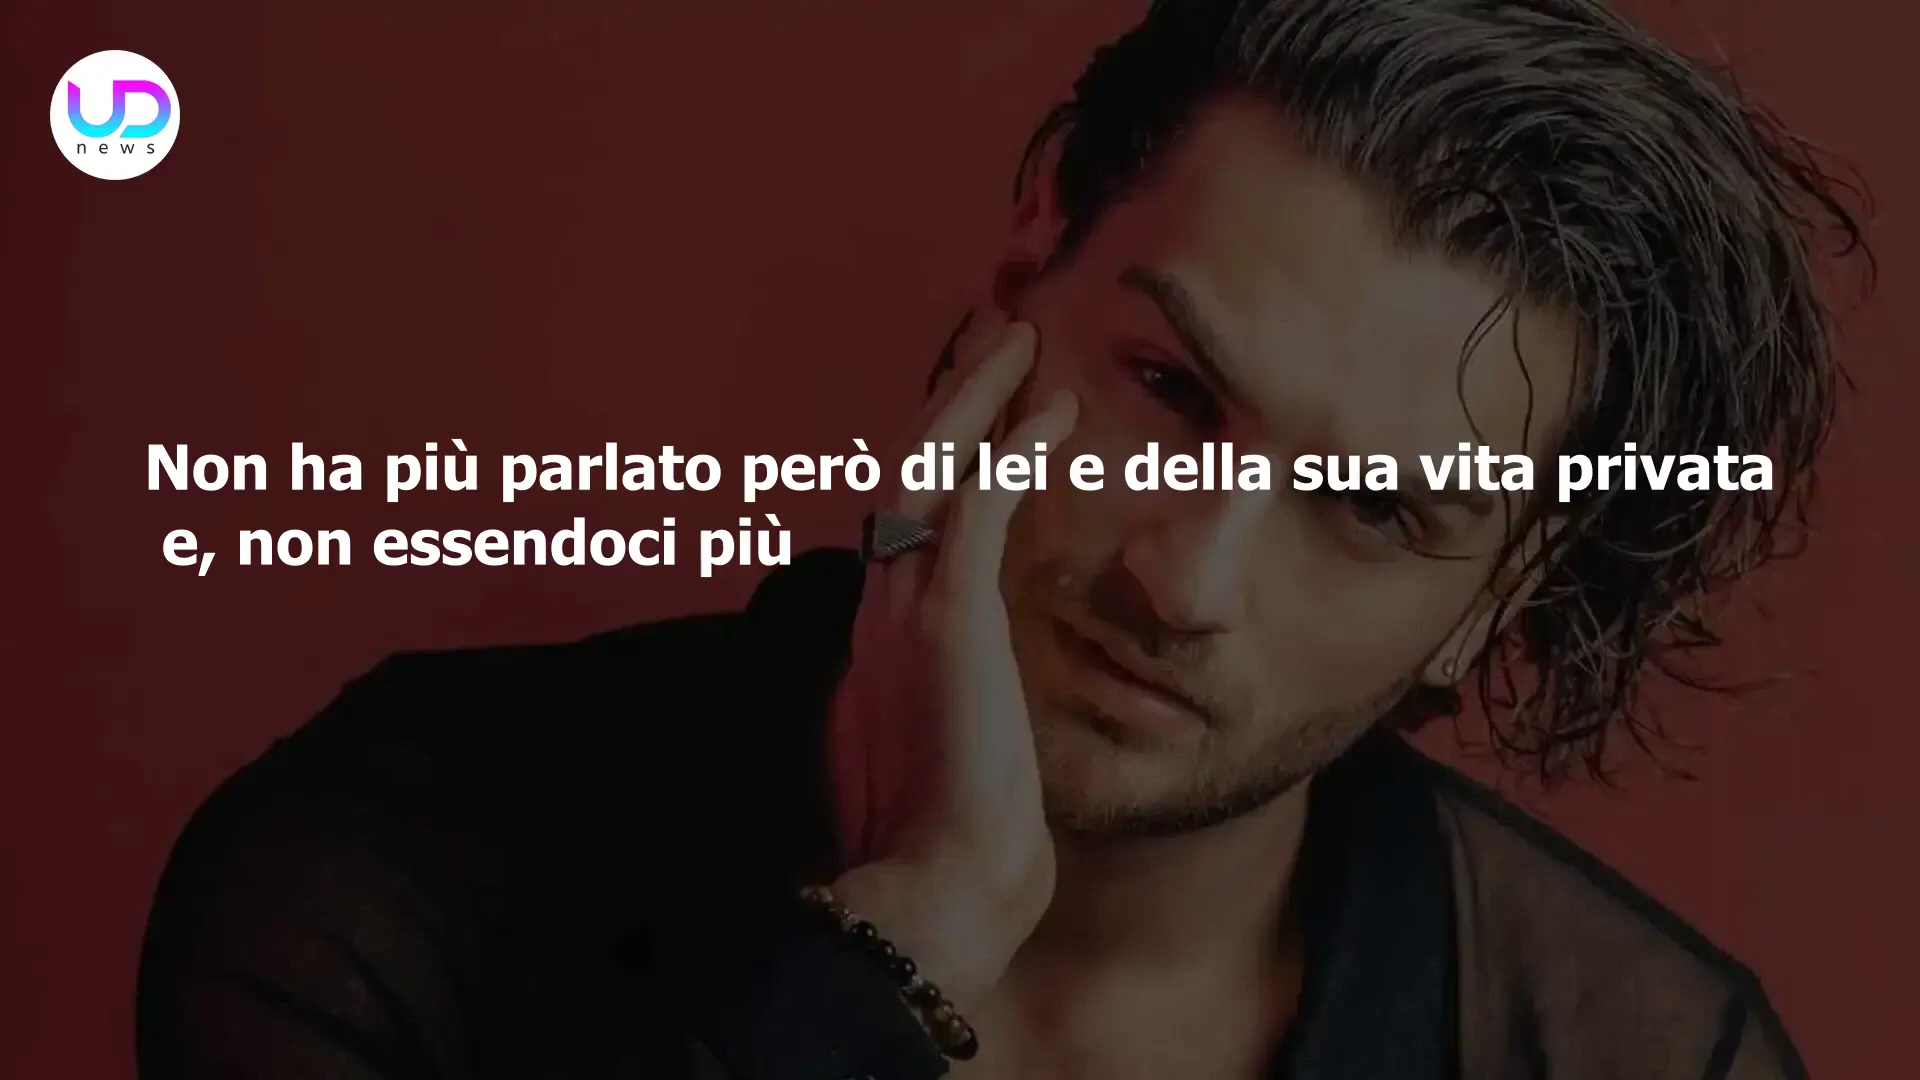 UD
news
Non ha più parlato però di lei e della sua vita privata
e, non essendoci più